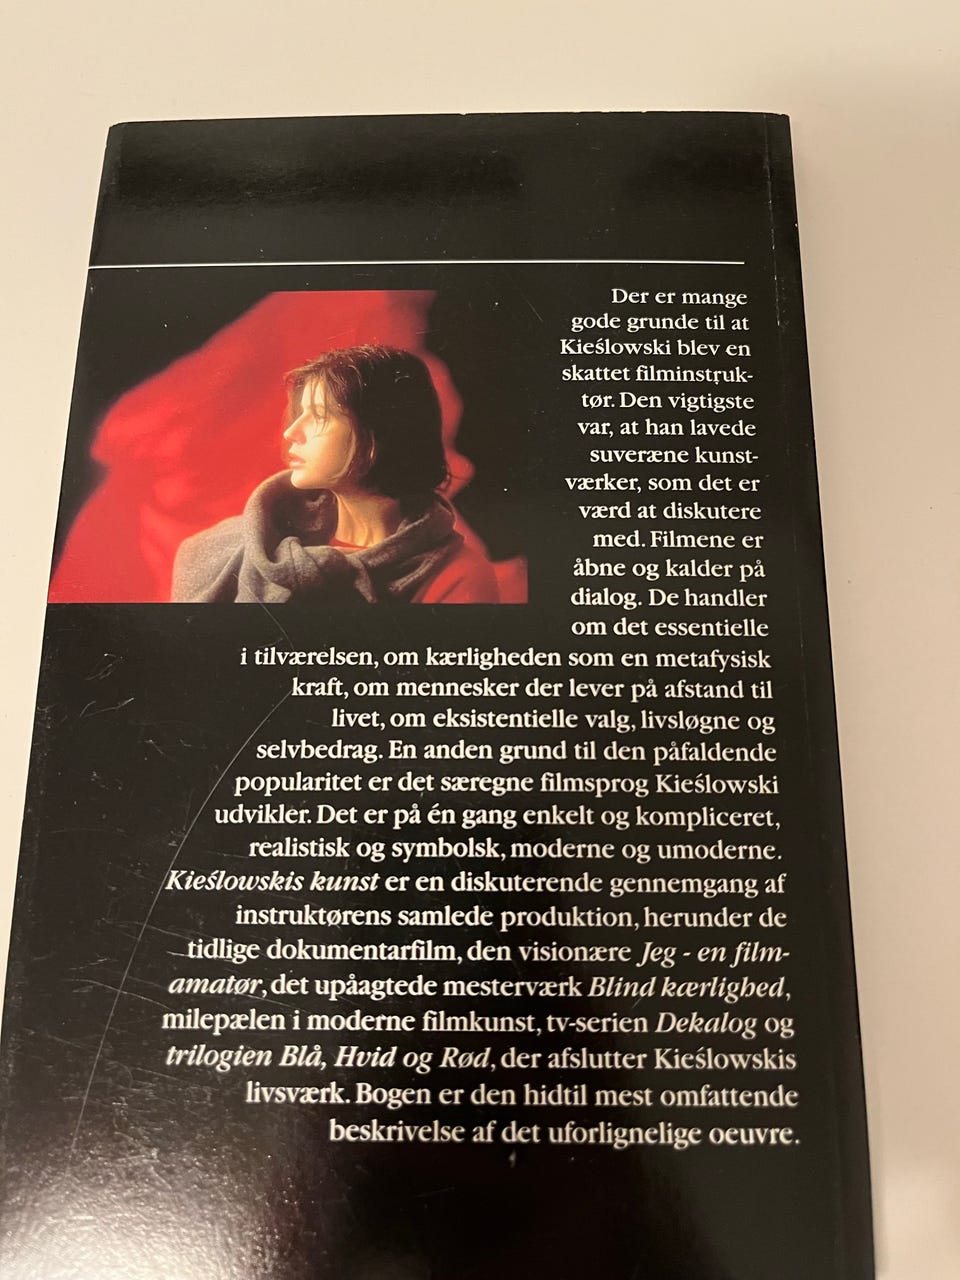 Der er mange
gode grunde til at
Kieślowski blev en
skattet filminstruk-
tør. Den vigtigste
var, at han lavede
suveræne kunst-
værker, som det er
værd at diskutere
med. Filmene er
åbne og kalder på
dialog. De handler
om det essentielle
i tilværelsen, om kærligheden som en metafysisk
kraft, om mennesker der lever på afstand til
livet, om eksistentielle valg, livsløgne og
selvbedrag. En anden grund til den påfaldende
popularitet er det særegne filmsprog Kieślowski
udvikler. Det er på én gang enkelt og kompliceret,
realistisk og symbolsk, moderne og umoderne.
Kieślowskis kunst er en diskuterende gennemgang af
instruktørens samlede produktion, herunder de
tidlige dokumentarfilm, den visionære Jeg - en film-
amatør, det upåagtede mesterværk Blind kærlighed,
milepælen i moderne filmkunst, tv-serien Dekalog og
trilogien Blå, Hvid og Rød, der afslutter Kieślowskis
livsværk. Bogen er den hidtil mest omfattende
beskrivelse af det uforlignelige oeuvre.